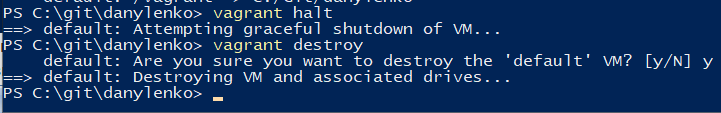 PS C:\git\danylenko> vagrant halt
==> default: Attempting graceful shutdown of VM...
PS C:\git\danylenko> vagrant destroy
    default: Are you sure you want to destroy the 'default' VM? [y/N] y
==> default: Destroying VM and associated drives...
PS C:\git\danylenko>